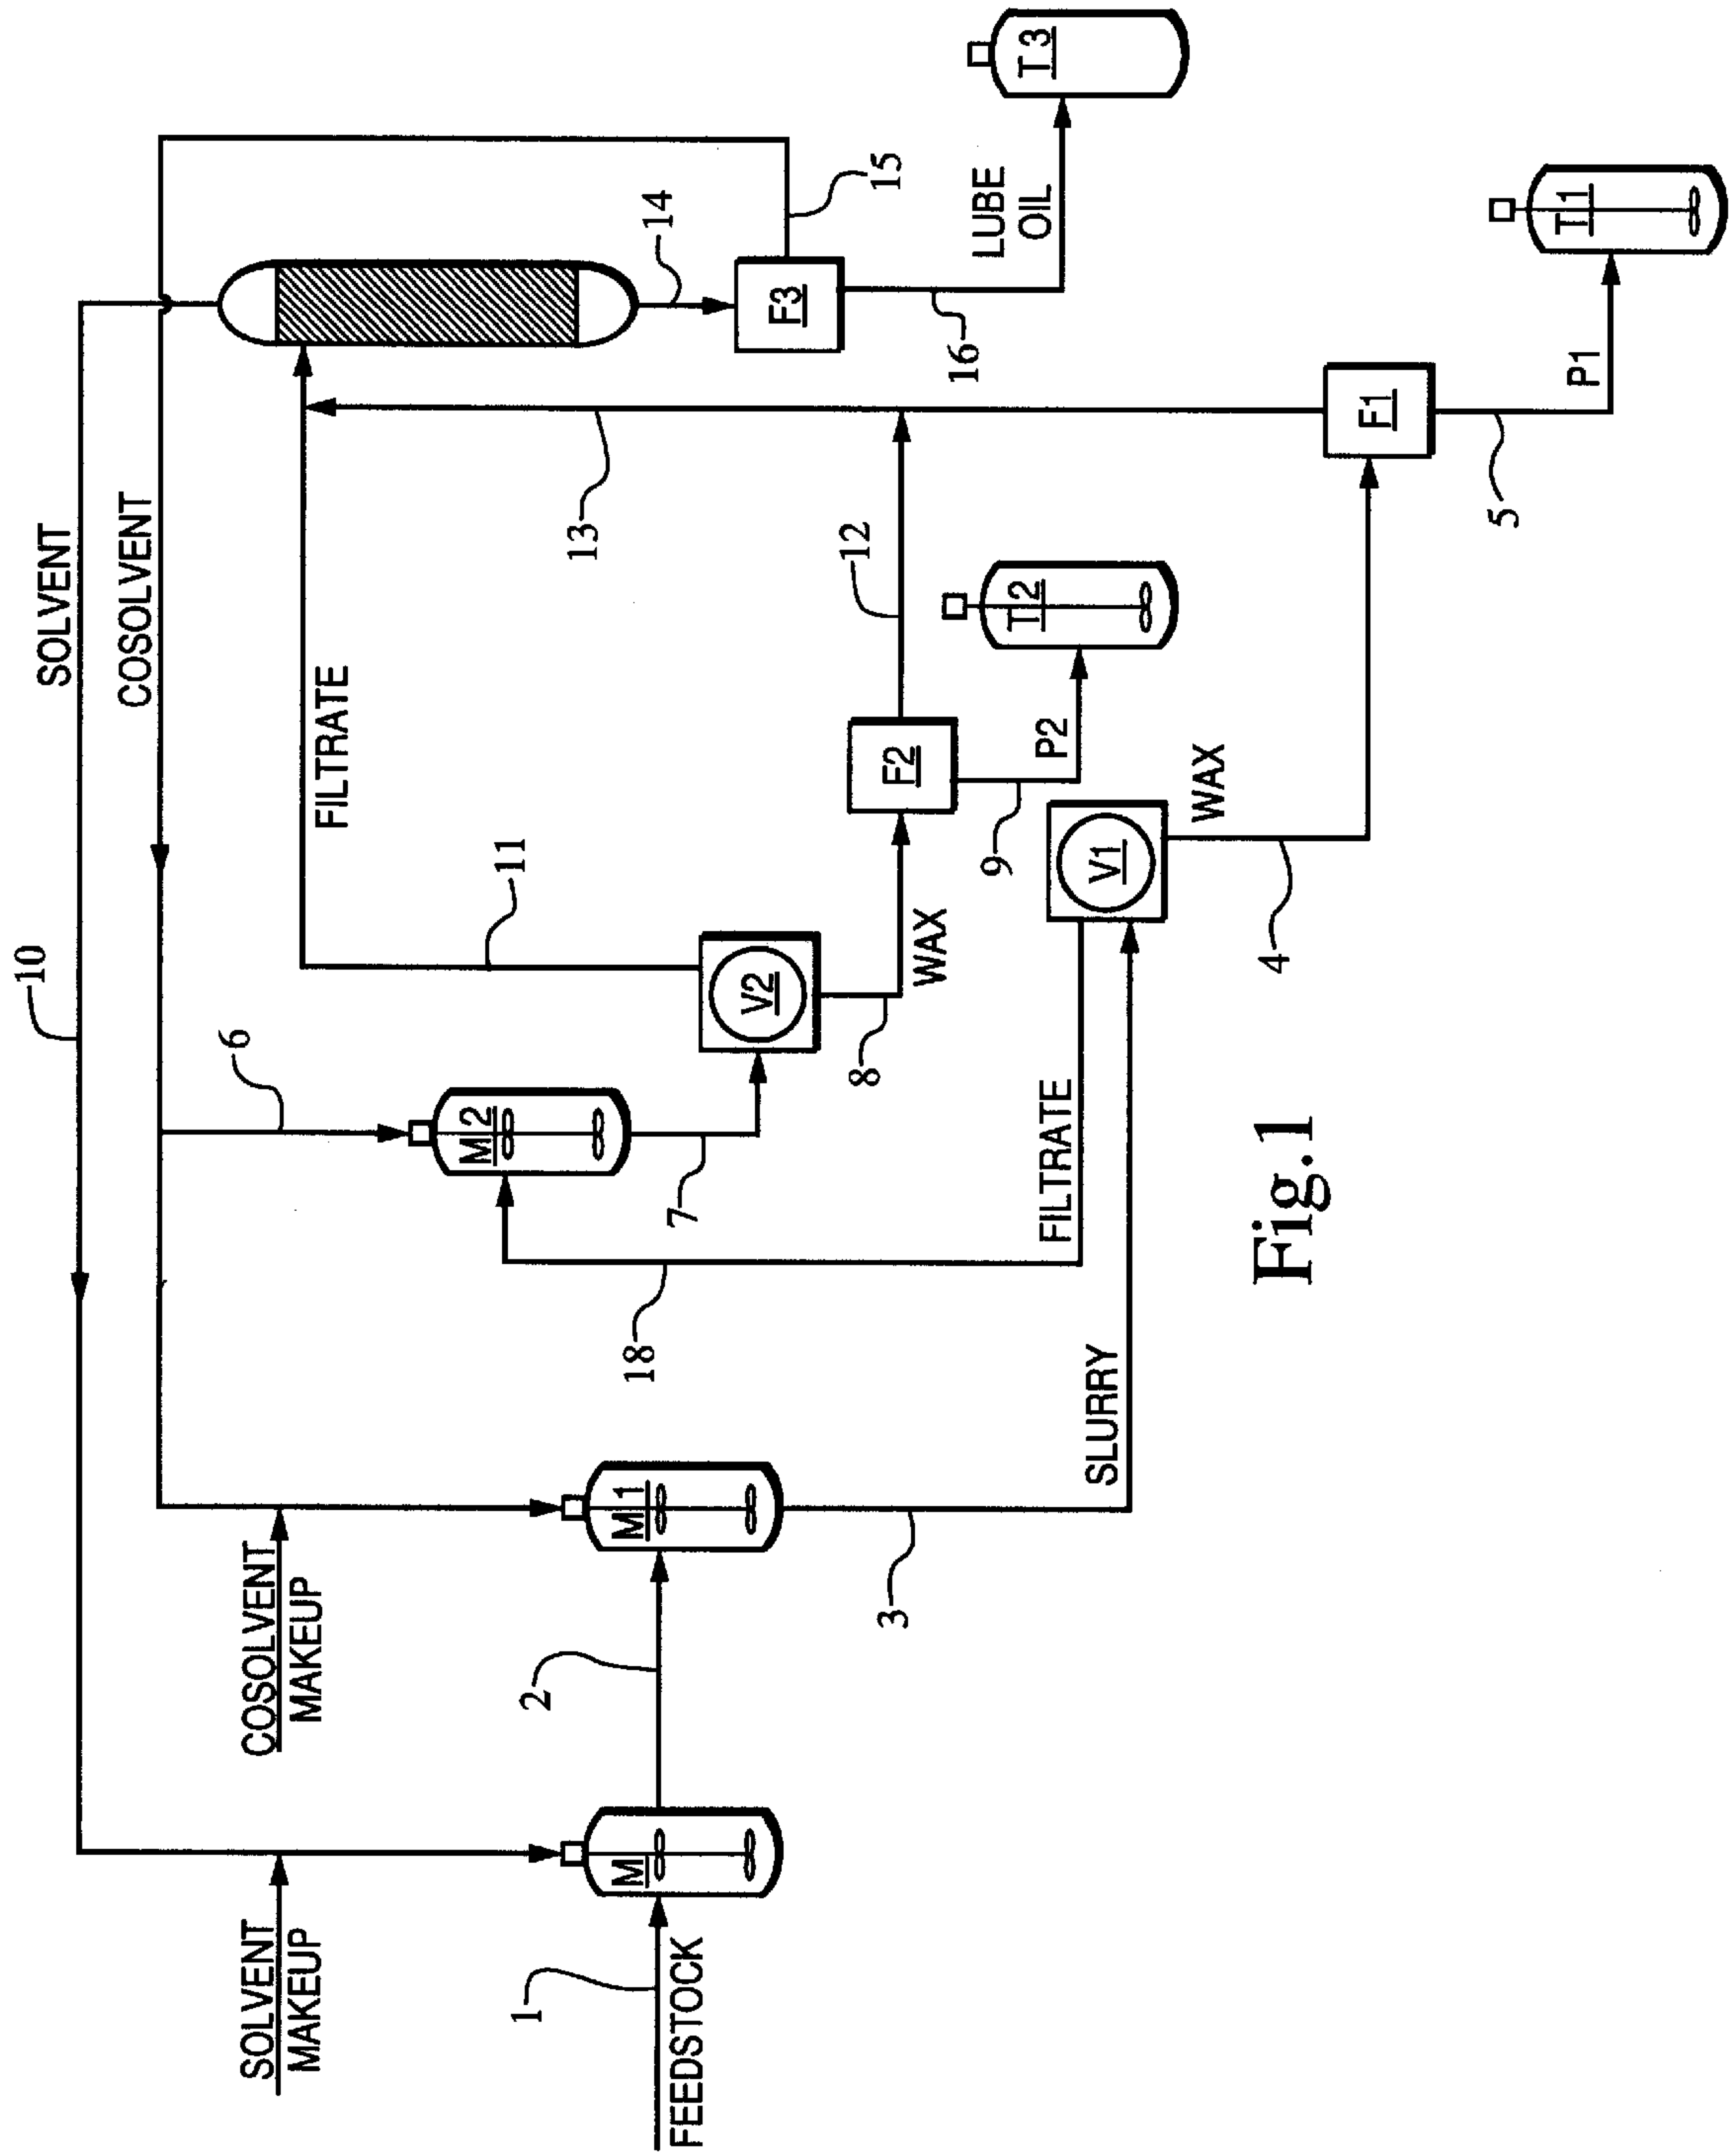 10
SOLVENT
COSOLVENT
SOLVENT
MAKEUP
COSOLVENT
MAKEUP
6
11
FILTRATE
14
15
1
FEEDSTOCK
M
2
M1
M2
7
18
V2
8
WAX
F2
12
13
F3
16
LUBE
OIL
T3
3
SLURRY
FILTRATE
V1
9
P2
T2
WAX
4
F1
5
P1
T1
Fig.1